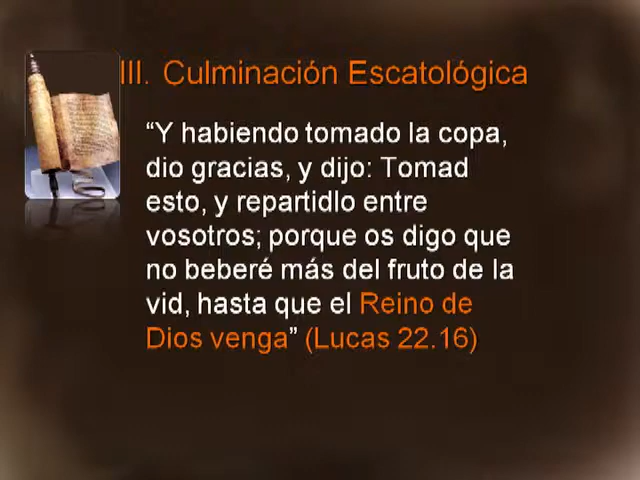 III. Culminación Escatológica
“Y habiendo tomado la copa,
dio gracias, y dijo: Tomad
esto, y repartidlo entre
vosotros; porque os digo que
no beberé más del fruto de la
vid, hasta que el Reino de
Dios venga” (Lucas 22.16)